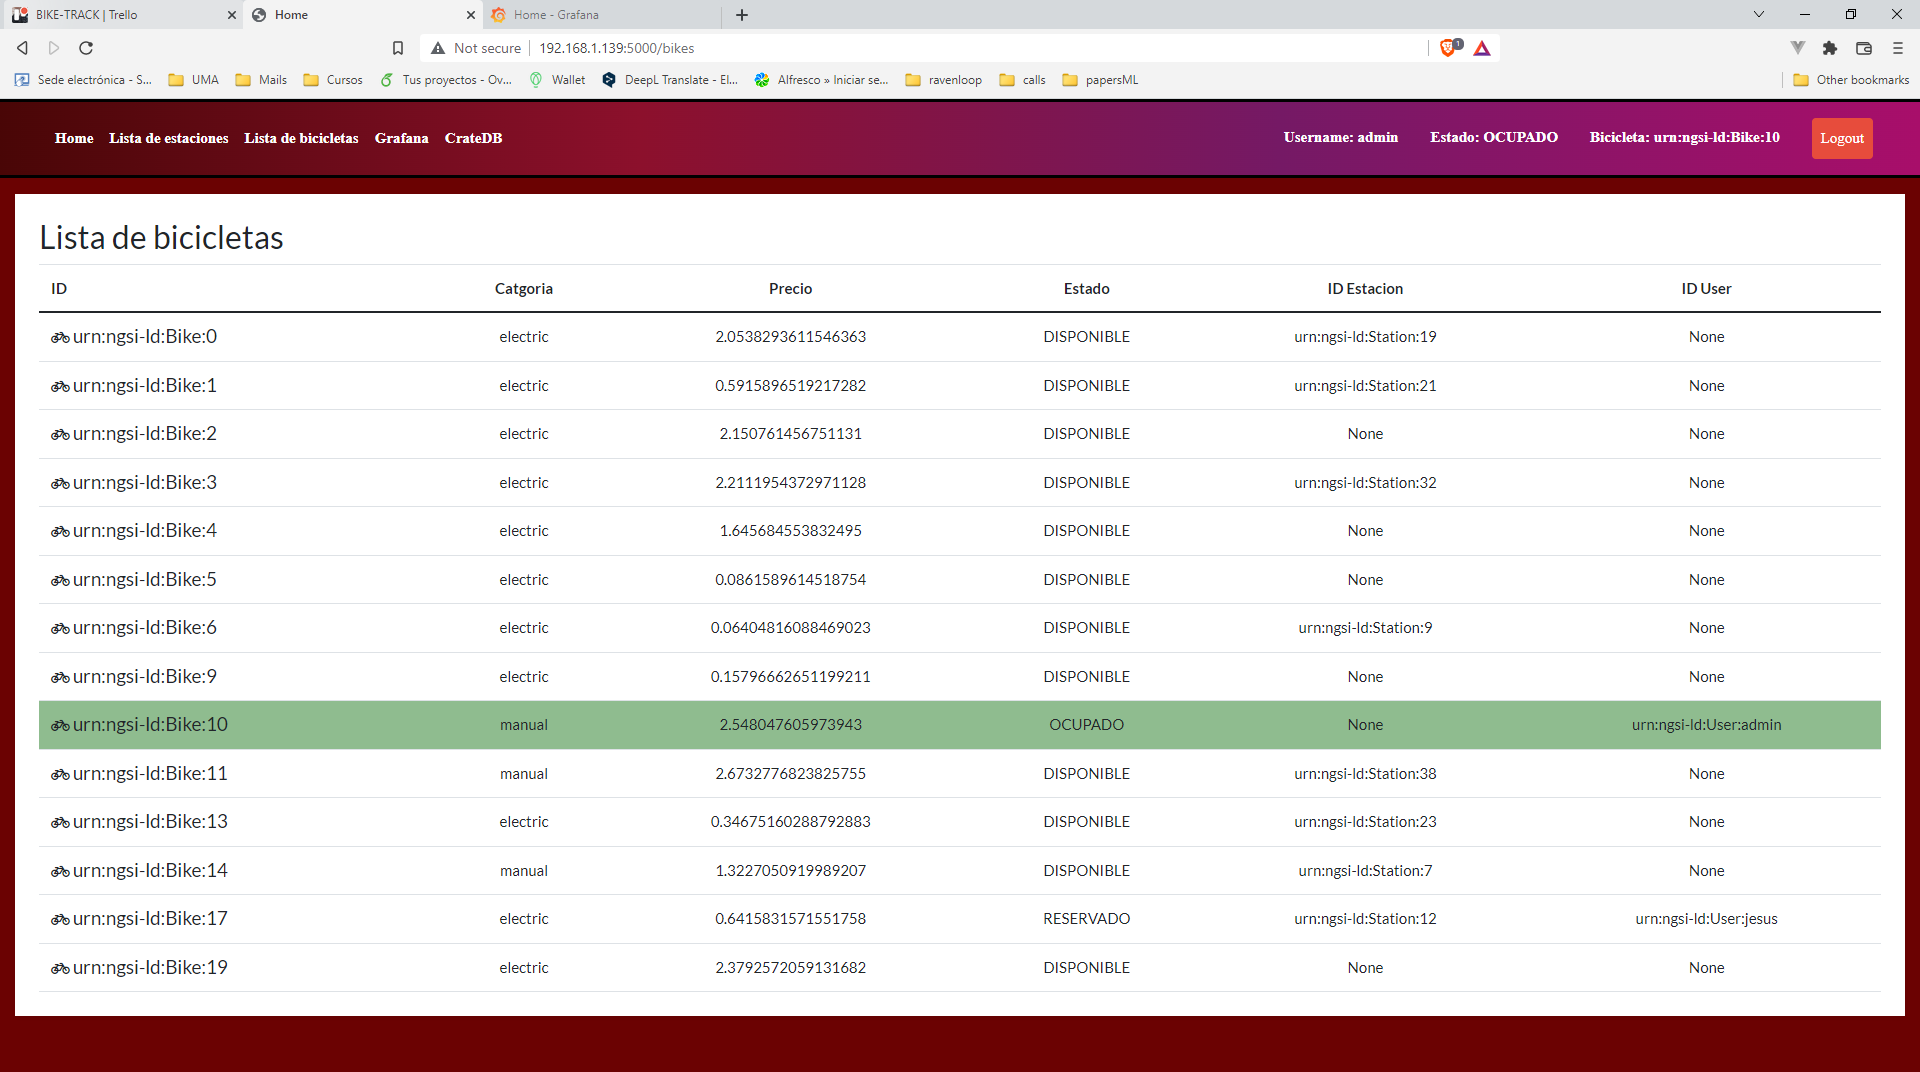 BIKE-TRACK | Trello
Home
Home - Grafana
Not secure
192.168.1.139:5000/bikes
1
Sede electrónica - S...
UMA
Mails
Cursos
Tus proyectos - Ov...
Wallet
DeepL Translate - El...
Alfresco » Iniciar se...
ravenloop
calls
papersML
Other bookmarks
Home Lista de estaciones Lista de bicicletas Grafana CrateDB
Username: admin Estado: OCUPADO Bicicleta: urn:ngsi-ld:Bike:10 Logout
Lista de bicicletas
ID Catgoria Precio Estado ID Estacion ID User
urn:ngsi-ld:Bike:0 electric 2.0538293611546363 DISPONIBLE urn:ngsi-ld:Station:19 None
urn:ngsi-ld:Bike:1 electric 0.5915896519217282 DISPONIBLE urn:ngsi-ld:Station:21 None
urn:ngsi-ld:Bike:2 electric 2.150761456751131 DISPONIBLE None None
urn:ngsi-ld:Bike:3 electric 2.2111954372971128 DISPONIBLE urn:ngsi-ld:Station:32 None
urn:ngsi-ld:Bike:4 electric 1.645684553832495 DISPONIBLE None None
urn:ngsi-ld:Bike:5 electric 0.0861589614518754 DISPONIBLE None None
urn:ngsi-ld:Bike:6 electric 0.06404816088469023 DISPONIBLE urn:ngsi-ld:Station:9 None
urn:ngsi-ld:Bike:9 electric 0.15796662651199211 DISPONIBLE None None
urn:ngsi-ld:Bike:10 manual 2.548047605973943 OCUPADO None urn:ngsi-ld:User:admin
urn:ngsi-ld:Bike:11 manual 2.6732776823825755 DISPONIBLE urn:ngsi-ld:Station:38 None
urn:ngsi-ld:Bike:13 electric 0.34675160288792883 DISPONIBLE urn:ngsi-ld:Station:23 None
urn:ngsi-ld:Bike:14 manual 1.3227050919989207 DISPONIBLE urn:ngsi-ld:Station:7 None
urn:ngsi-ld:Bike:17 electric 0.6415831571551758 RESERVADO urn:ngsi-ld:Station:12 urn:ngsi-ld:User:jesus
urn:ngsi-ld:Bike:19 electric 2.3792572059131682 DISPONIBLE None None